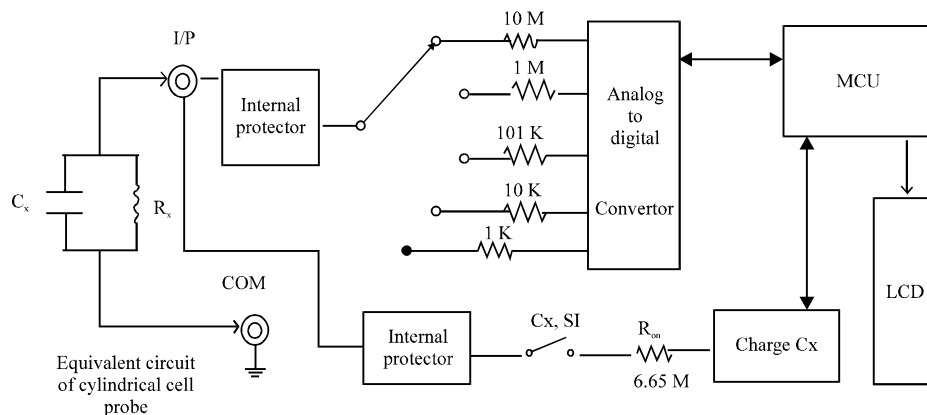 I/P
Internal
protector
10 M
1 M
101 K
10 K
1 K
Analog
to
digital
Convertor
MCU
LCD
Cx
Rx
COM
Equivalent circuit
of cylindrical cell
probe
Internal
protector
Cx, SI
Ron
6.65 M
Charge Cx